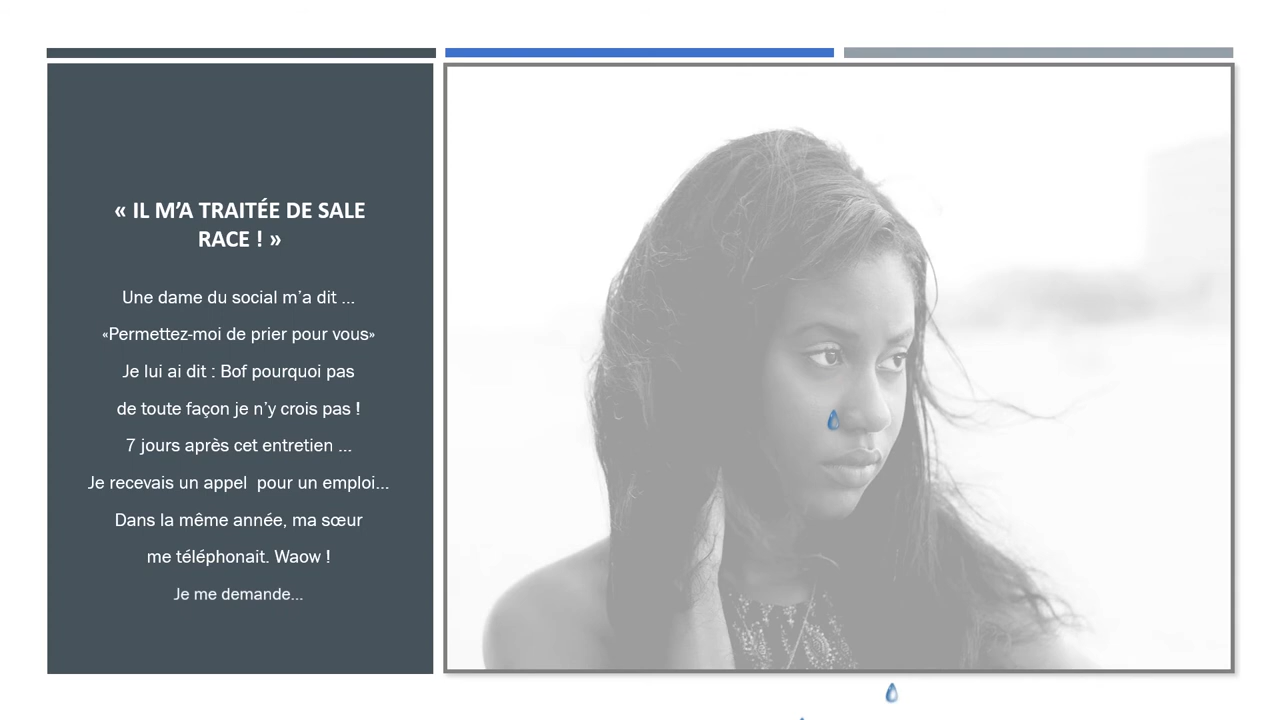 « IL M’A TRAITÉE DE SALE
RACE ! »
Une dame du social m’a dit ...
«Permettez-moi de prier pour vous»
Je lui ai dit : Bof pourquoi pas
de toute façon je n’y crois pas !
7 jours après cet entretien ...
Je recevais un appel  pour un emploi...
Dans la même année, ma sœur
me téléphonait. Waow !
Je me demande...